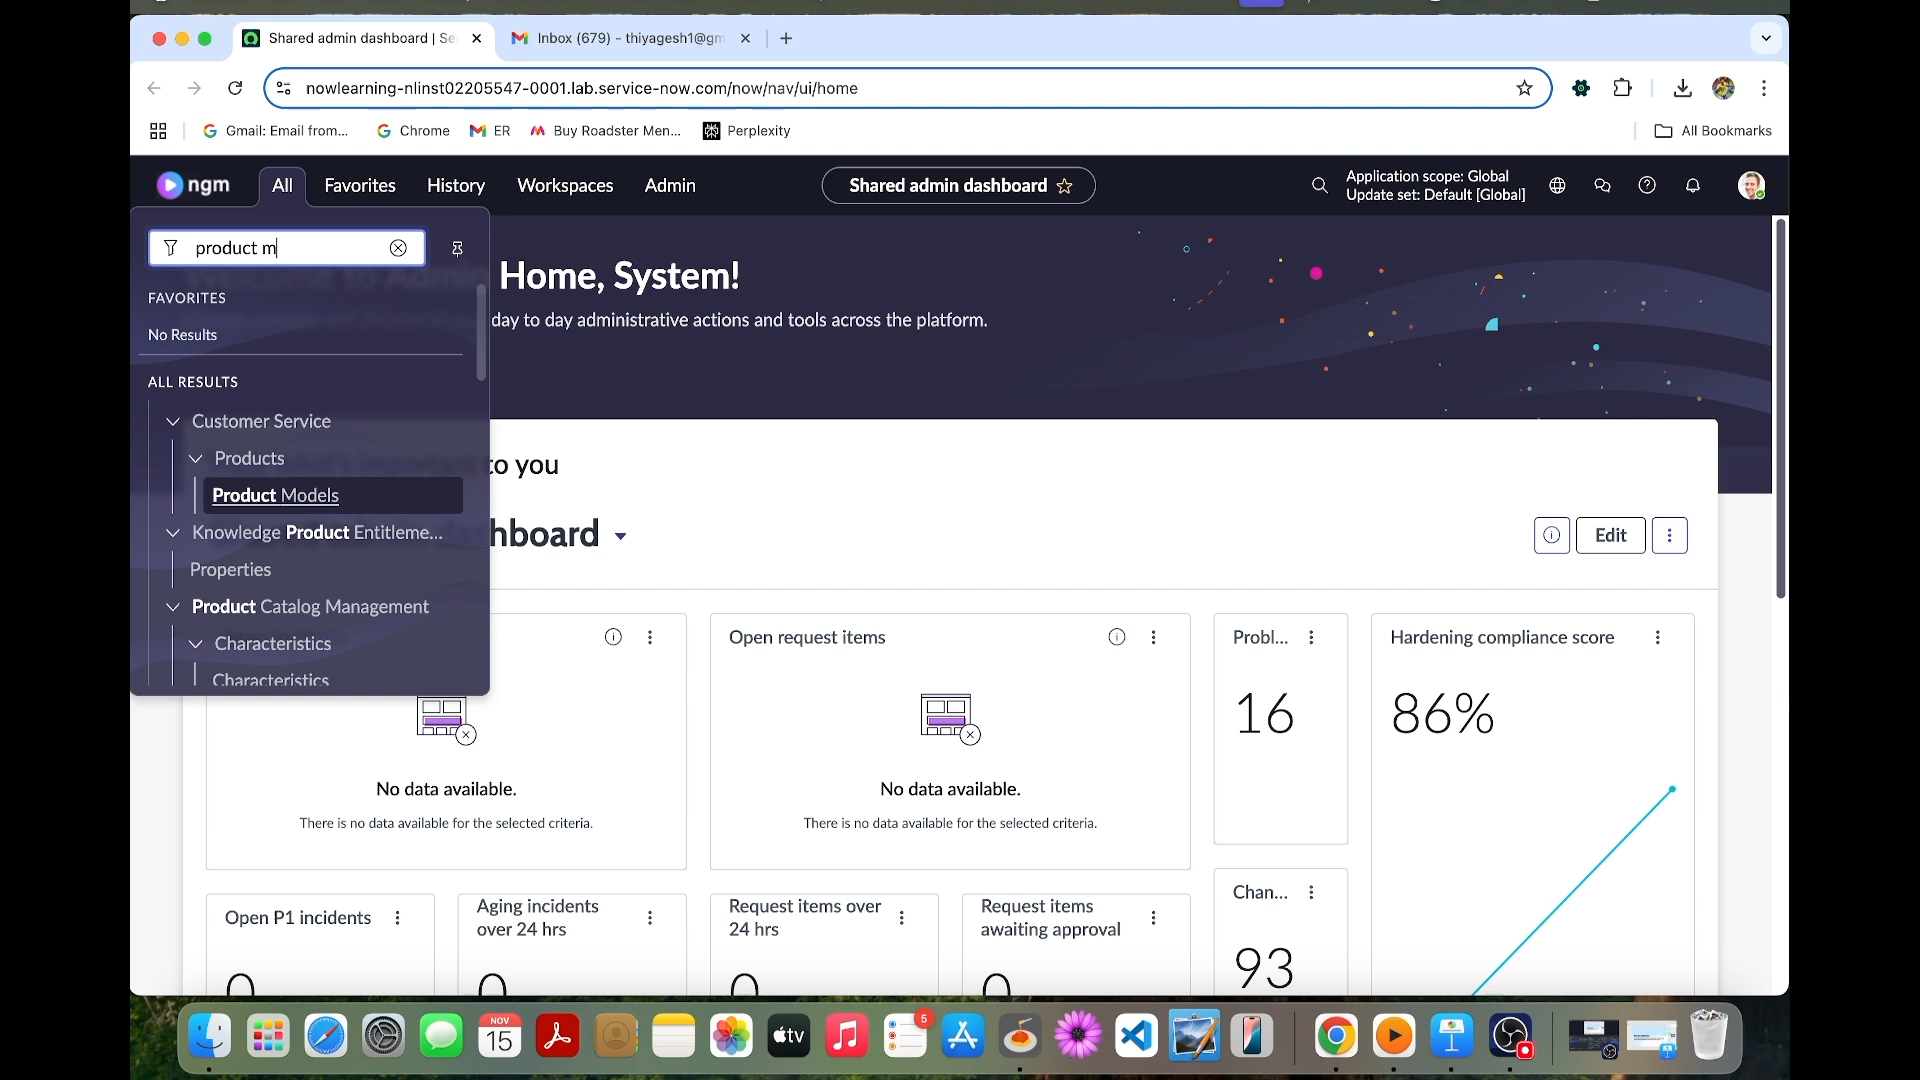 Shared admin dashboard | Se
Inbox (679) - thiyagesh1@gm
nowlearning-nlinst02205547-0001.lab.service-now.com/now/nav/ui/home
Gmail: Email from...
Chrome
ER
Buy Roadster Men...
Perplexity
All Bookmarks
ngm
All
Favorites
History
Workspaces
Admin
Shared admin dashboard
Application scope: Global
Update set: Default [Global]
product m
FAVORITES
No Results
ALL RESULTS
Customer Service
Products
Product Models
Knowledge Product Entitleme...
Properties
Product Catalog Management
Characteristics
Characteristics
Home, System!
day to day administrative actions and tools across the platform.
to you
hboard
Edit
Open request items
Probl...
Hardening compliance score
16
86%
No data available.
There is no data available for the selected criteria.
No data available.
There is no data available for the selected criteria.
Open P1 incidents
Aging incidents
over 24 hrs
Request items over
24 hrs
Request items
awaiting approval
Chan...
93
0
0
0
0
NOV
15
tv
5